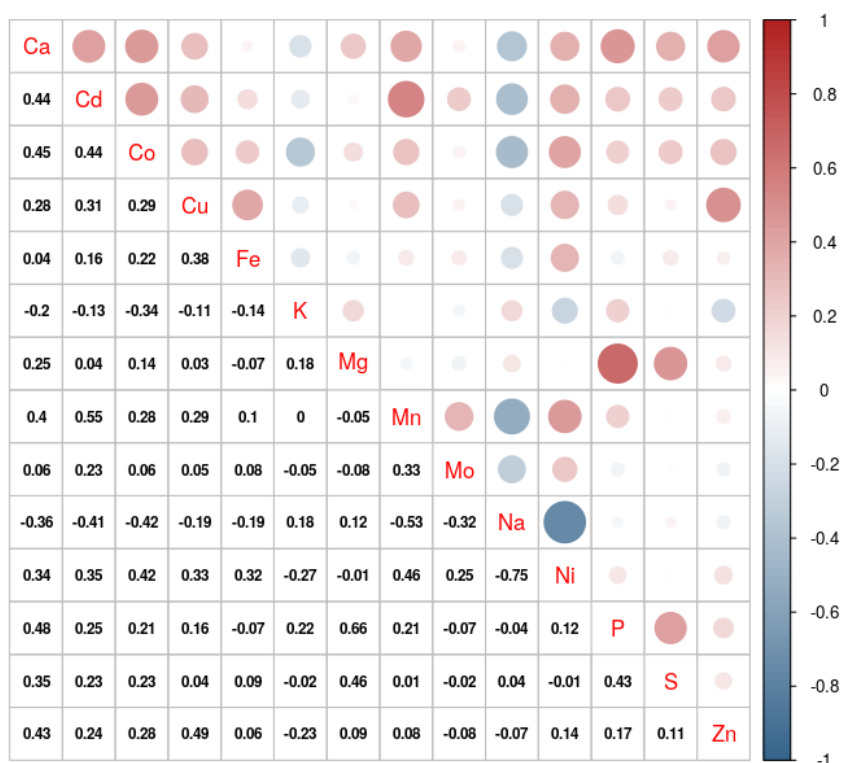 Ca
0.44 Cd
0.45 0.44 Co
0.28 0.31 0.29 Cu
0.04 0.16 0.22 0.38 Fe
-0.2 -0.13 -0.34 -0.11 -0.14 K
0.25 0.04 0.14 0.03 -0.07 0.18 Mg
0.4 0.55 0.28 0.29 0.1 0 -0.05 Mn
0.06 0.23 0.06 0.05 0.08 -0.05 -0.08 0.33 Mo
-0.36 -0.41 -0.42 -0.19 -0.19 0.18 0.12 -0.53 -0.32 Na
0.34 0.35 0.42 0.33 0.32 -0.27 -0.01 0.46 0.25 -0.75 Ni
0.48 0.25 0.21 0.16 -0.07 0.22 0.66 0.21 -0.07 -0.04 0.12 P
0.35 0.23 0.23 0.04 0.09 -0.02 0.46 0.01 -0.02 0.04 -0.01 0.43 S
0.43 0.24 0.28 0.49 0.06 -0.23 0.09 0.08 -0.08 -0.07 0.14 0.17 0.11 Zn
1
0.8
0.6
0.4
0.2
0
-0.2
-0.4
-0.6
-0.8
-1